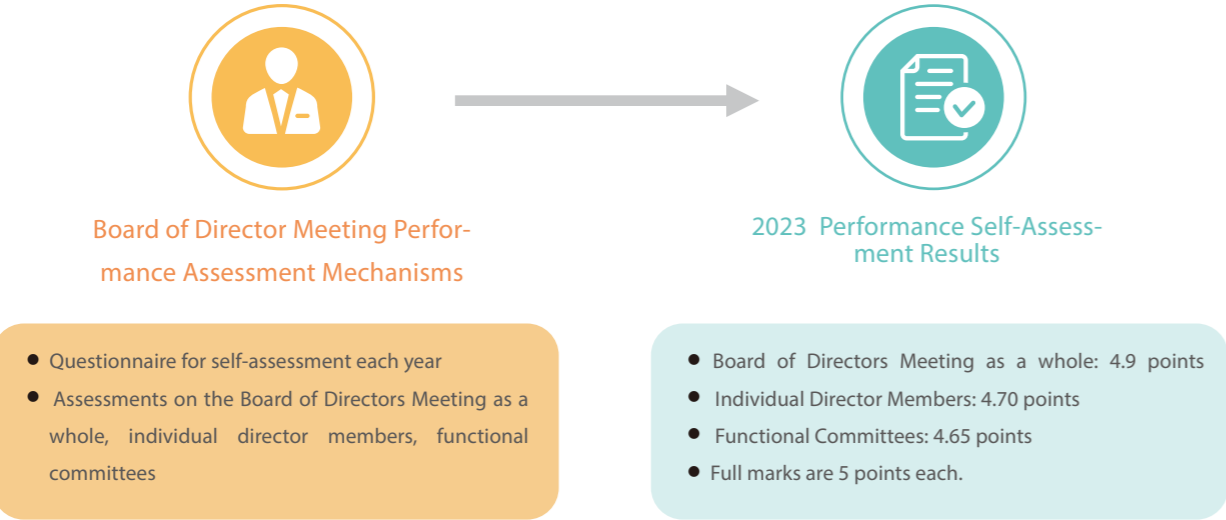 Board of Director Meeting Perfor-
mance Assessment Mechanisms
● Questionnaire for self-assessment each year
● Assessments on the Board of Directors Meeting as a
whole, individual director members, functional
committees
2023 Performance Self-Assess-
ment Results
● Board of Directors Meeting as a whole: 4.9 points
● Individual Director Members: 4.70 points
● Functional Committees: 4.65 points
● Full marks are 5 points each.